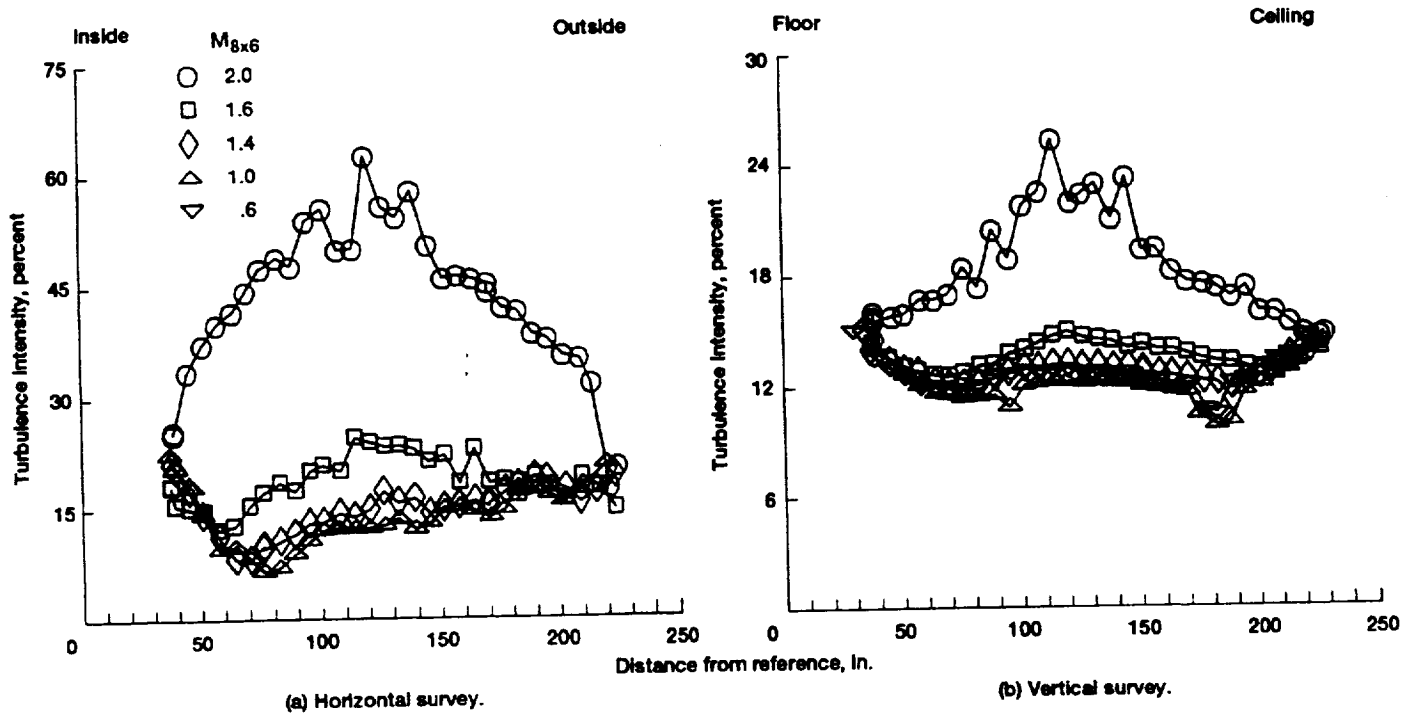 Inside
Outside
M8x6
2.0
1.6
1.4
1.0
.6
75
60
45
30
15
Turbulence intensity, percent
0
50
100
150
200
250
(a) Horizontal survey.
Floor
Ceiling
30
24
18
12
6
Turbulence intensity, percent
0
50
100
150
200
250
Distance from reference, in.
(b) Vertical survey.